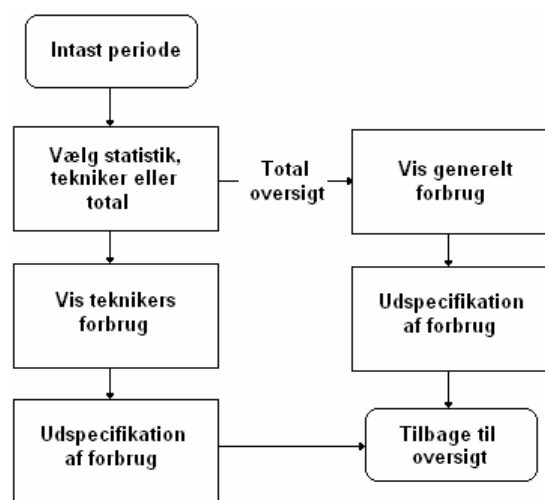 Intast periode
Vælg statistik,
tekniker eller
total
Total
oversigt
Vis generelt
forbrug
Vis teknikers
forbrug
Udspecifikation
af forbrug
Udspecifikation
af forbrug
Tilbage til
oversigt